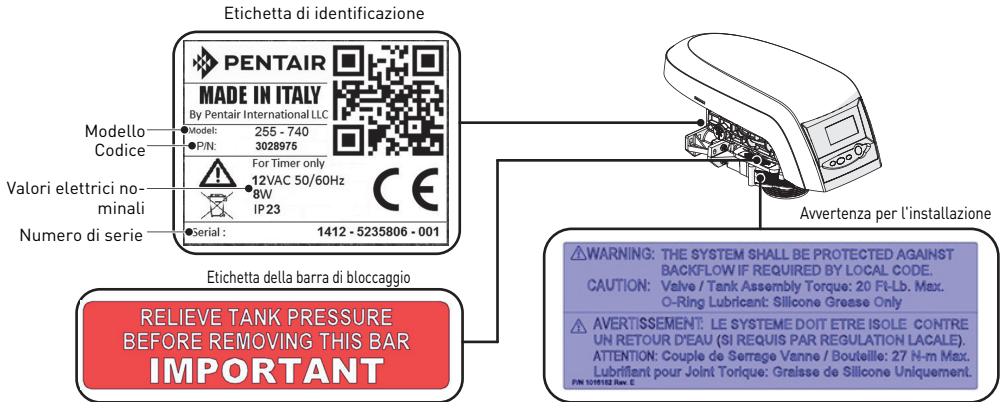 Etichetta di identificazione
PENTAIR
MADE IN ITALY
By Pentair International LLC
Modello
Model: 255 - 740
Codice
P/N: 3028975
For Timer only
Valori elettrici no-
minali
12VAC 50/60Hz
8W
IP23
CE
Numero di serie
Serial : 1412 - 5235806 - 001
Avvertenza per l'installazione
Etichetta della barra di bloccaggio
RELIEVE TANK PRESSURE
BEFORE REMOVING THIS BAR
IMPORTANT
WARNING: THE SYSTEM SHALL BE PROTECTED AGAINST
BACKFLOW IF REQUIRED BY LOCAL CODE.
CAUTION: Valve / Tank Assembly Torque: 20 Ft-Lb. Max.
O-Ring Lubricant: Silicone Grease Only
AVERTISSEMENT: LE SYSTEME DOIT ETRE ISOLE CONTRE
UN RETOUR D'EAU (SI REQUIS PAR REGULATION LACALE).
ATTENTION: Couple de Serrage Vanne / Bouteille: 27 N-m Max.
Lubrifiant pour Joint Torique: Graisse de Silicone Uniquement.
P/N 1016182 Rev. E